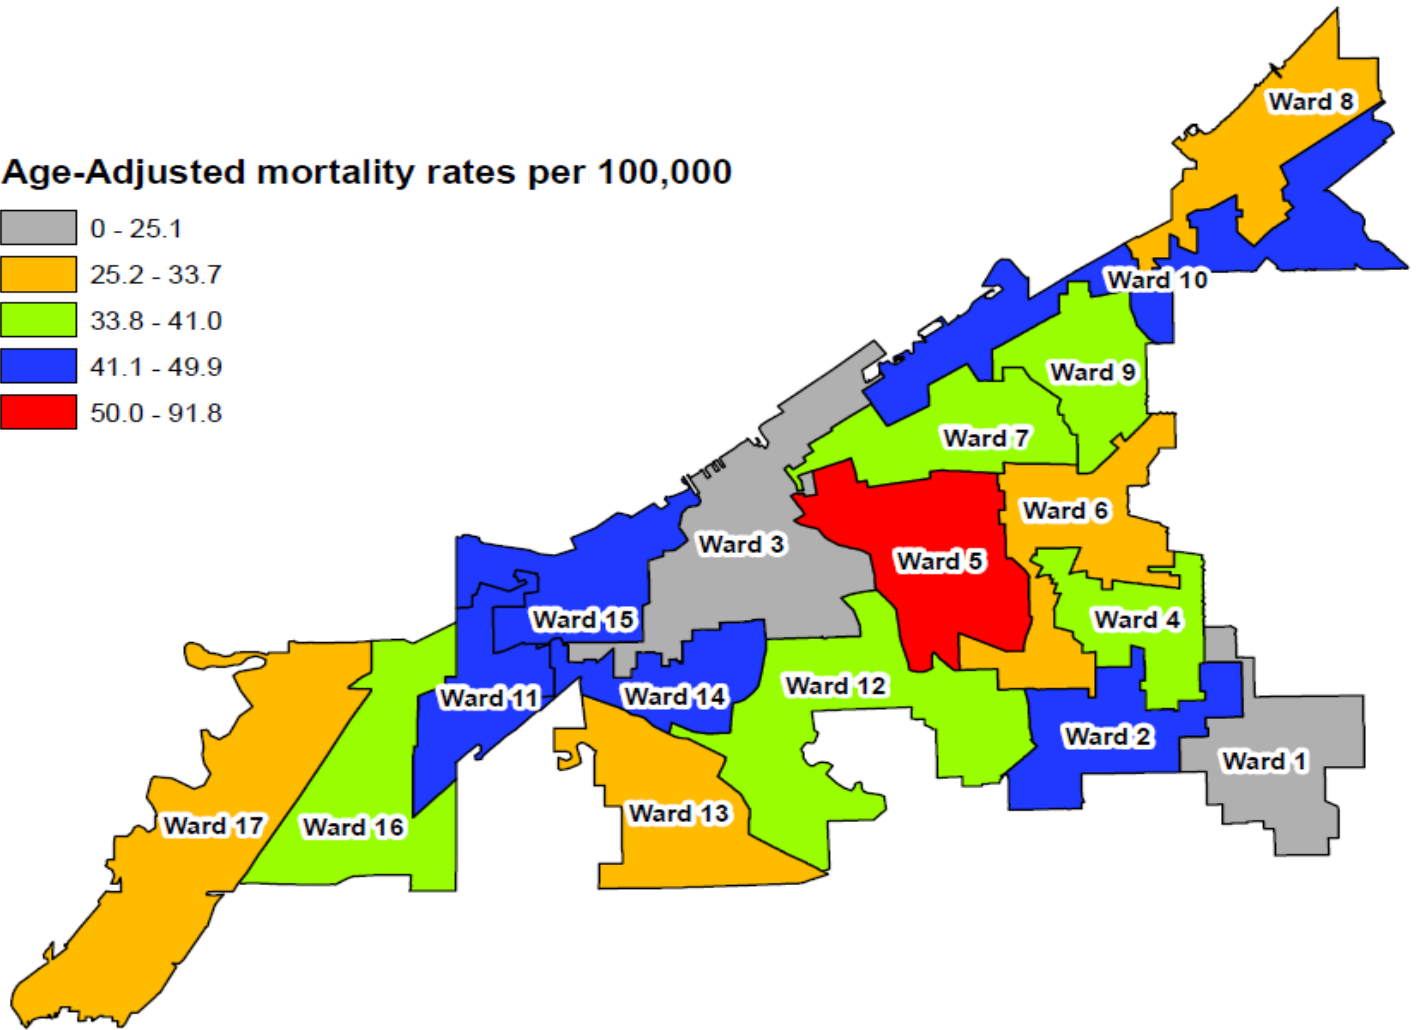 Ward 8
Age-Adjusted mortality rates per 100,000
0 - 25.1
25.2 - 33.7
33.8 - 41.0
41.1 - 49.9
50.0 - 91.8
Ward 10
Ward 9
Ward 7
Ward 6
Ward 3
Ward 5
Ward 15
Ward 4
Ward 12
Ward 11
Ward 14
Ward 2
Ward 1
Ward 13
Ward 17
Ward 16